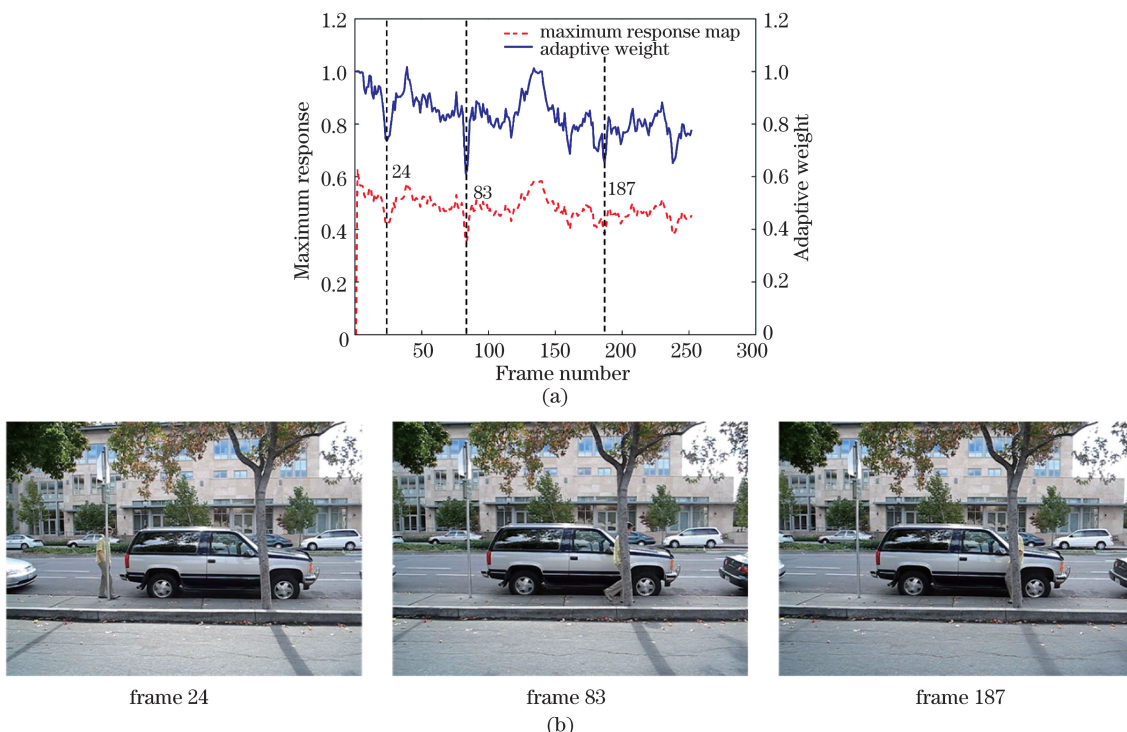 1.2
1.0
0.8
0.6
0.4
0.2
0
Maximum response
maximum response map
adaptive weight
24
83
187
1.2
1.0
0.8
0.6
0.4
0.2
0
Adaptive weight
50 100 150 200 250 300
Frame number
(a)
frame 24 frame 83 frame 187
(b)